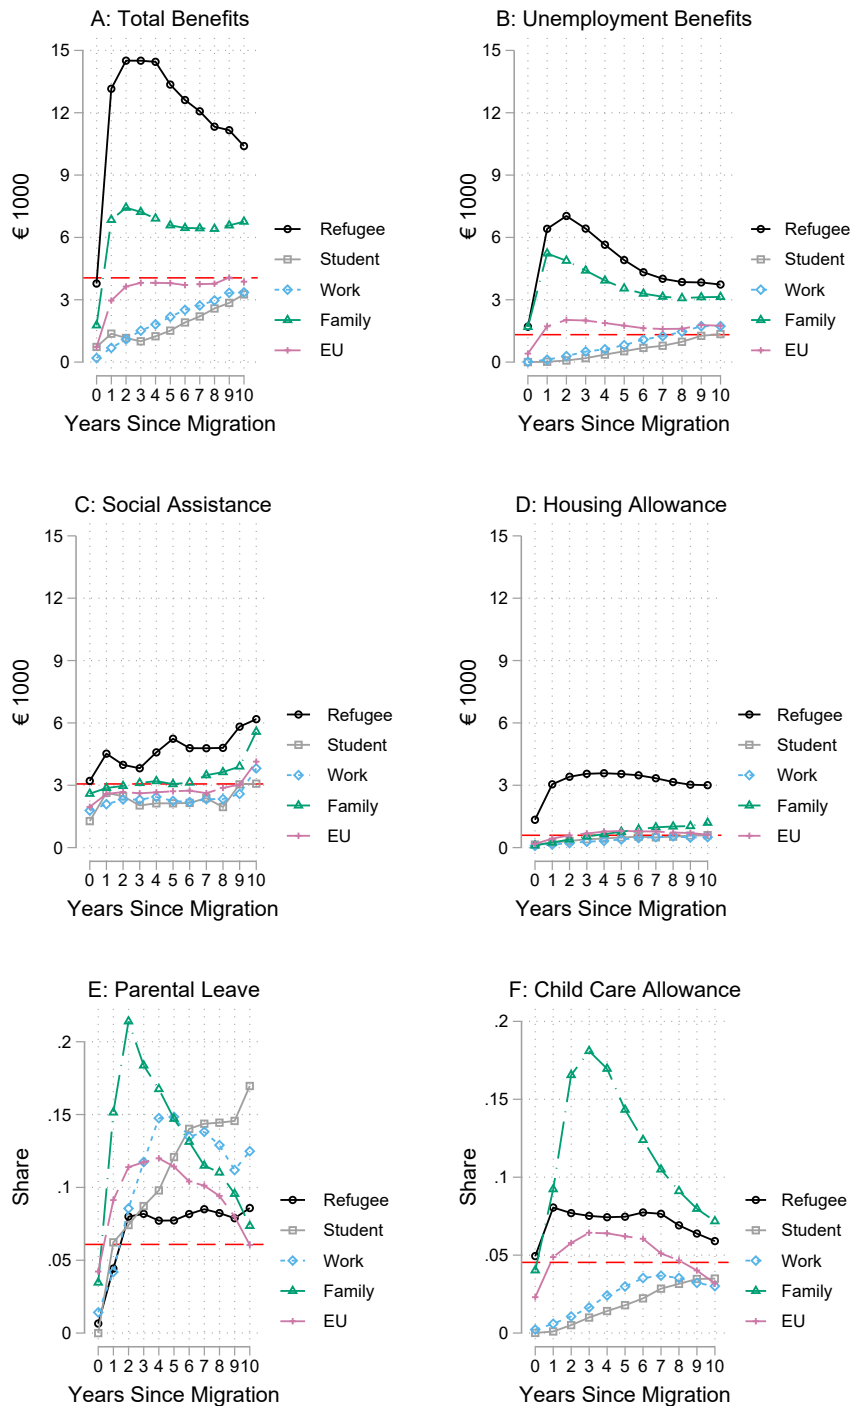 A: Total Benefits
15
12
9
6
3
0
€ 1000
0 1 2 3 4 5 6 7 8 9 10
Years Since Migration
Refugee
Student
Work
Family
EU
B: Unemployment Benefits
15
12
9
6
3
0
€ 1000
0 1 2 3 4 5 6 7 8 9 10
Years Since Migration
Refugee
Student
Work
Family
EU
C: Social Assistance
15
12
9
6
3
0
€ 1000
0 1 2 3 4 5 6 7 8 9 10
Years Since Migration
Refugee
Student
Work
Family
EU
D: Housing Allowance
15
12
9
6
3
0
€ 1000
0 1 2 3 4 5 6 7 8 9 10
Years Since Migration
Refugee
Student
Work
Family
EU
E: Parental Leave
.2
.15
.1
.05
0
Share
0 1 2 3 4 5 6 7 8 9 10
Years Since Migration
Refugee
Student
Work
Family
EU
F: Child Care Allowance
.2
.15
.1
.05
0
Share
0 1 2 3 4 5 6 7 8 9 10
Years Since Migration
Refugee
Student
Work
Family
EU